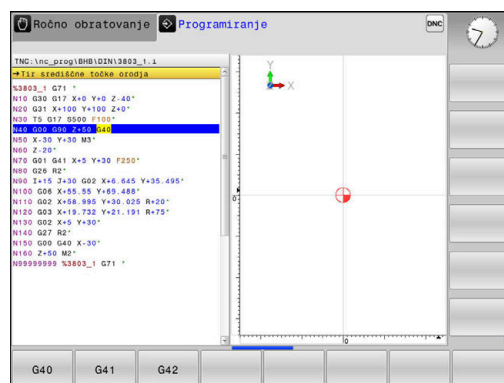 Ročno obratovanje Programiranje DNC
TNC:\nc_prog\BHB\DIN\3803_1.i
→Tir središčne točke orodja
%3803_1 G71 *
N10 G30 G17 X+0 Y+0 Z-40*
N20 G31 X+100 Y+100 Z+0*
N30 T5 G17 S500 F100*
N40 G00 G90 Z+50 G40
N50 X-30 Y+30 M3*
N60 Z-20*
N70 G01 G41 X+5 Y+30 F250*
N80 G26 R2*
N90 I+15 J+30 G02 X+6.645 Y+35.495*
N100 G06 X+55.55 Y+69.488*
N110 G02 X+58.995 Y+30.025 R+20*
N120 G03 X+19.732 Y+21.191 R+75*
N130 G02 X+5 Y+30*
N140 G27 R2*
N150 G00 G40 X-30*
N160 Z+50 M2*
N99999999 %3803_1 G71 *
Y
X
0
0
G40 G41 G42